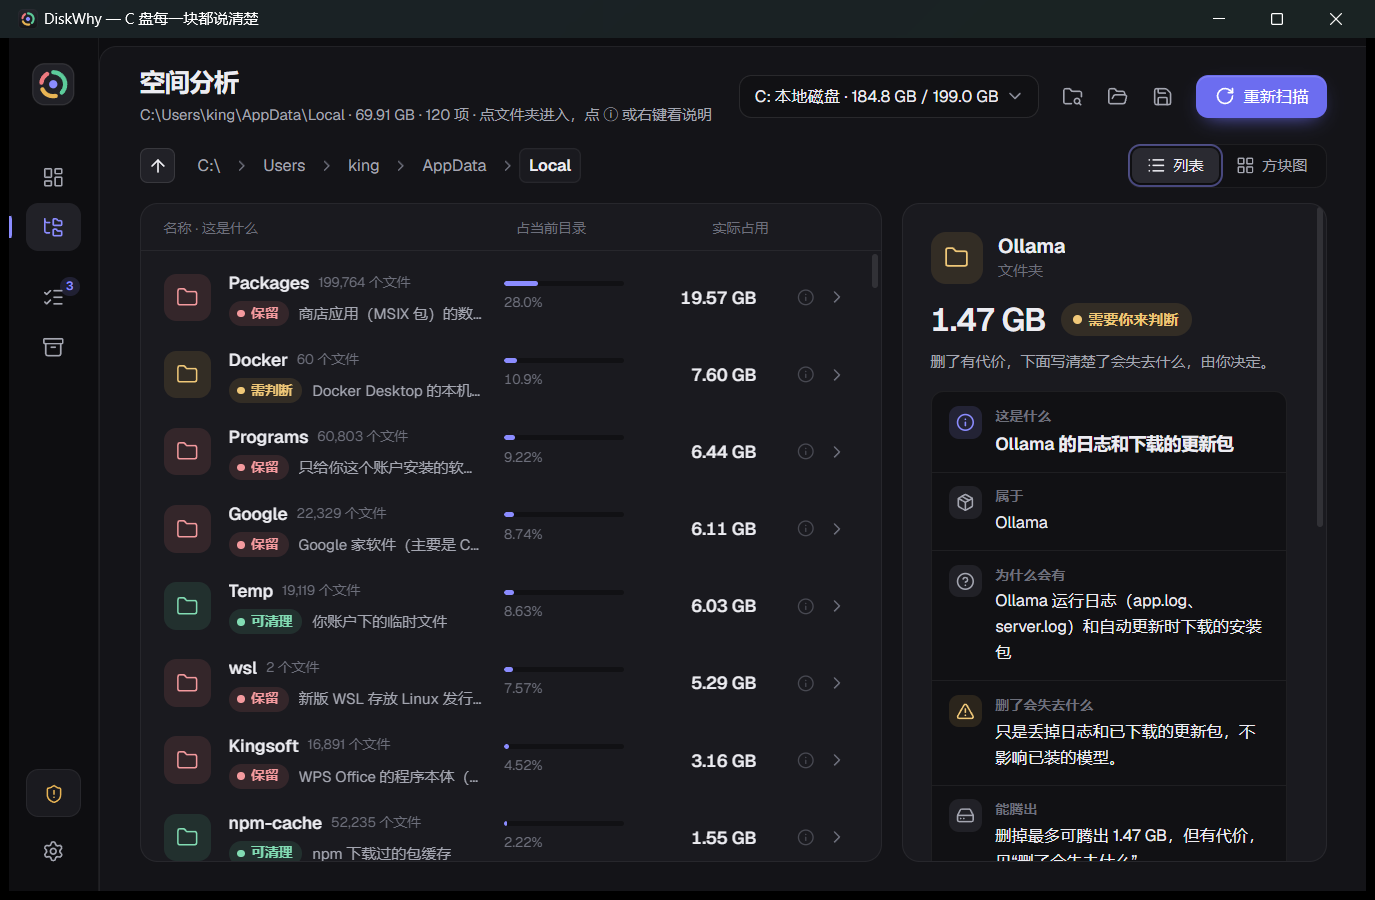 DiskWhy — C 盘每一块都说清楚
空间分析
C:\Users\king\AppData\Local · 69.91 GB · 120 项 · 点文件夹进入，点 ⓘ 或右键看说明
C: 本地磁盘 · 184.8 GB / 199.0 GB
重新扫描
C:\ › Users › king › AppData › Local
列表
方块图
3
名称 · 这是什么
占当前目录
实际占用
Packages 199,764 个文件
保留 商店应用（MSIX 包）的数...
28.0%
19.57 GB
Docker 60 个文件
需判断 Docker Desktop 的本机...
10.9%
7.60 GB
Programs 60,803 个文件
保留 只给你这个账户安装的软...
9.22%
6.44 GB
Google 22,329 个文件
保留 Google 家软件（主要是 C...
8.74%
6.11 GB
Temp 19,119 个文件
可清理 你账户下的临时文件
8.63%
6.03 GB
wsl 2 个文件
保留 新版 WSL 存放 Linux 发行...
7.57%
5.29 GB
Kingsoft 16,891 个文件
保留 WPS Office 的程序本体（...
4.52%
3.16 GB
npm-cache 52,235 个文件
可清理 npm 下载过的包缓存
2.22%
1.55 GB
Ollama
文件夹
1.47 GB 需要你来判断
删了有代价，下面写清楚了会失去什么，由你决定。
这是什么
Ollama 的日志和下载的更新包
属于
Ollama
为什么会有
Ollama 运行日志（app.log、
server.log）和自动更新时下载的安装
包
删了会失去什么
只是丢掉日志和已下载的更新包，不
影响已装的模型。
能腾出
删掉最多可腾出 1.47 GB，但有代价，
见“删了会失去什么”